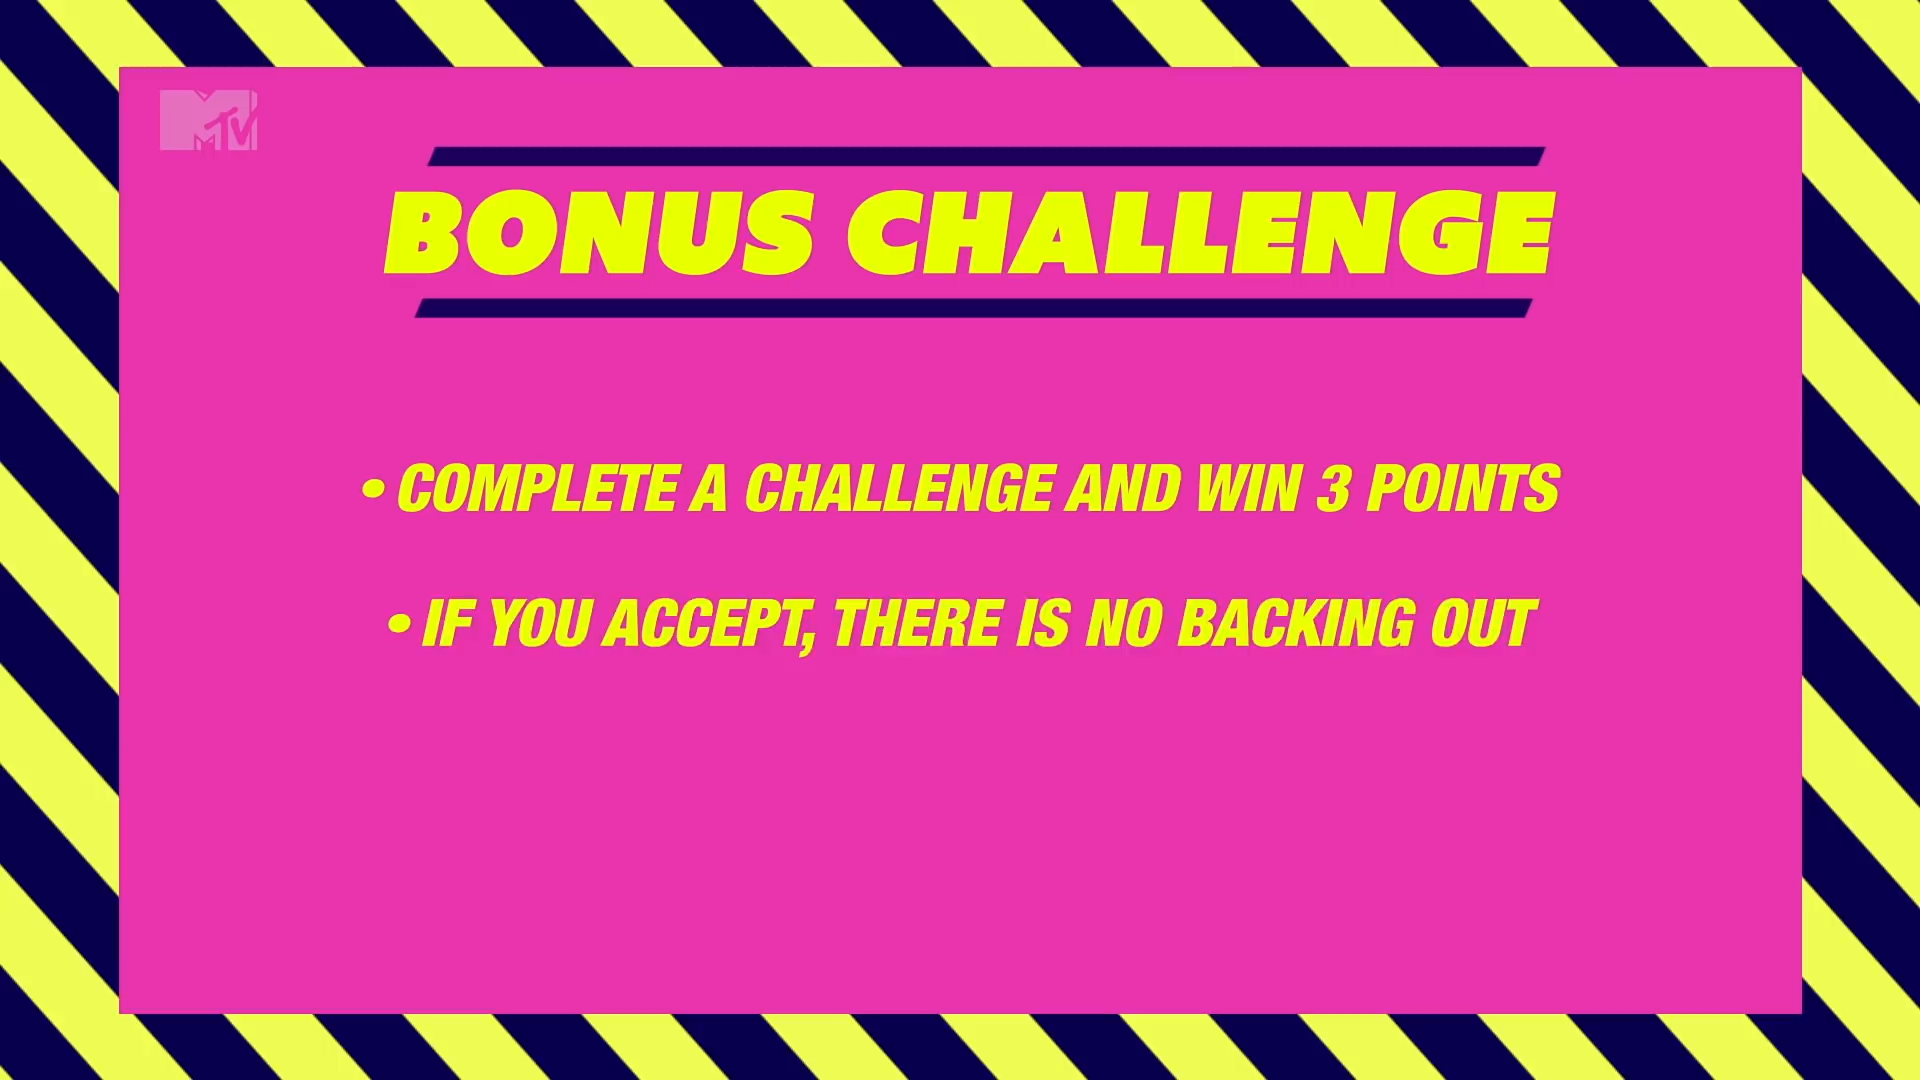 MTV
BONUS CHALLENGE
• COMPLETE A CHALLENGE AND WIN 3 POINTS
• IF YOU ACCEPT, THERE IS NO BACKING OUT